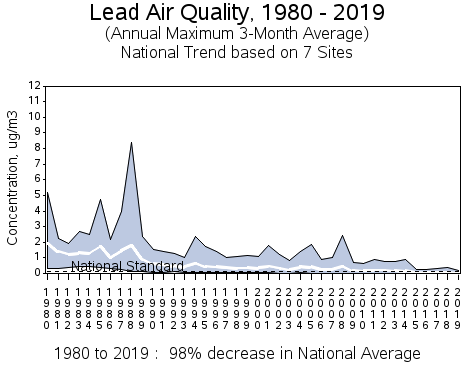 Lead Air Quality, 1980 - 2019
(Annual Maximum 3-Month Average)
National Trend based on 7 Sites
Concentration, ug/m3
12
11
10
9
8
7
6
5
4
3
2
1
0
National Standard
1980 1981 1982 1983 1984 1985 1986 1987 1988 1989 1990 1991 1992 1993 1994 1995 1996 1997 1998 1999 2000 2001 2002 2003 2004 2005 2006 2007 2008 2009 2010 2011 2012 2013 2014 2015 2016 2017 2018 2019
1980 to 2019 : 98% decrease in National Average